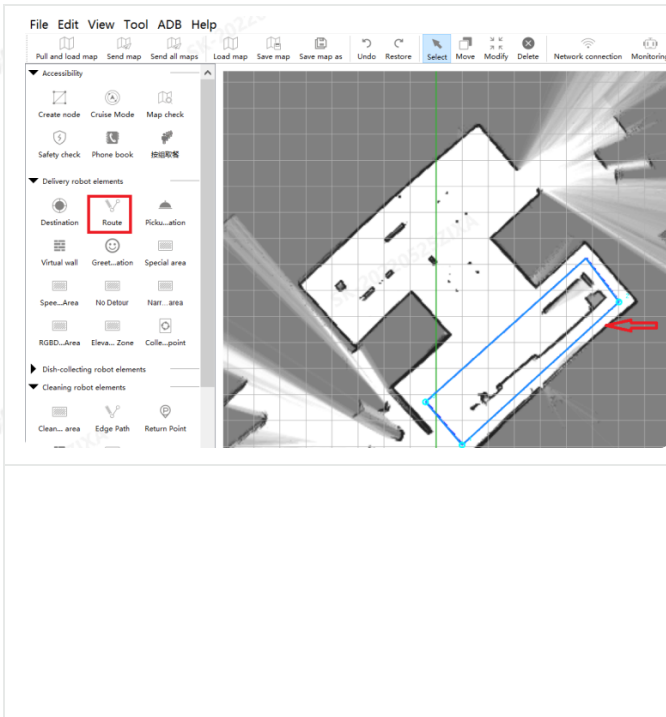 File Edit View Tool ADB Help
Pull and load map Send map Send all maps Load map Save map Save map as Undo Restore Select Move Modify Delete Network connection Monitoring
Accessibility
Create node Cruise Mode Map check
Safety check Phone book 按组取餐
Delivery robot elements
Destination Route Picku...ation
Virtual wall Greet...ation Special area
Spee...Area No Detour Narr...area
RGBD...Area Eleva... Zone Colle...point
Dish-collecting robot elements
Cleaning robot elements
Clean... area Edge Path Return Point